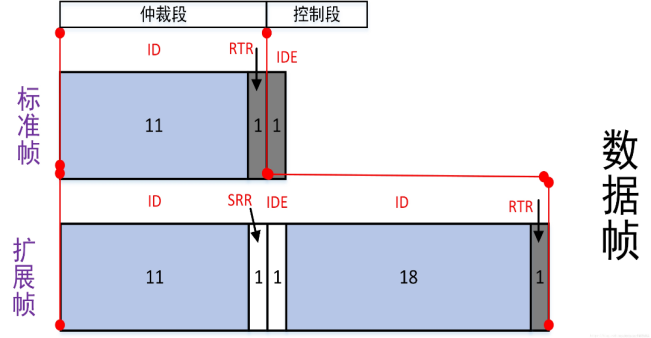 仲裁段 控制段
ID RTR IDE
标准帧 11 1 1
ID SRR IDE ID RTR
扩展帧 11 1 1 18 1
数据帧